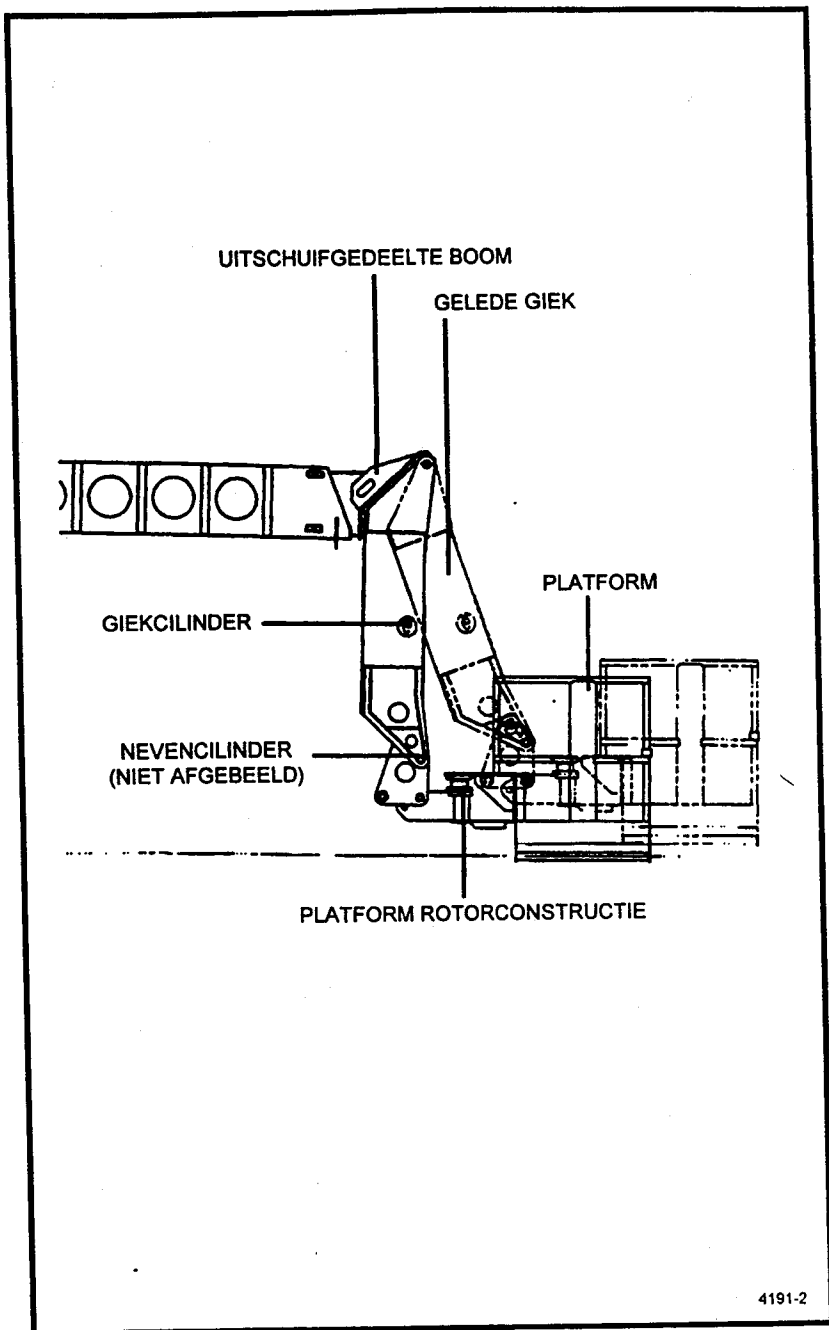 UITSCHUIFGEDEELTE BOOM
GELEDE GIEK
PLATFORM
GIEKCILINDER
NEVENCILINDER
(NIET AFGEBEELD)
PLATFORM ROTORCONSTRUCTIE
4191-2